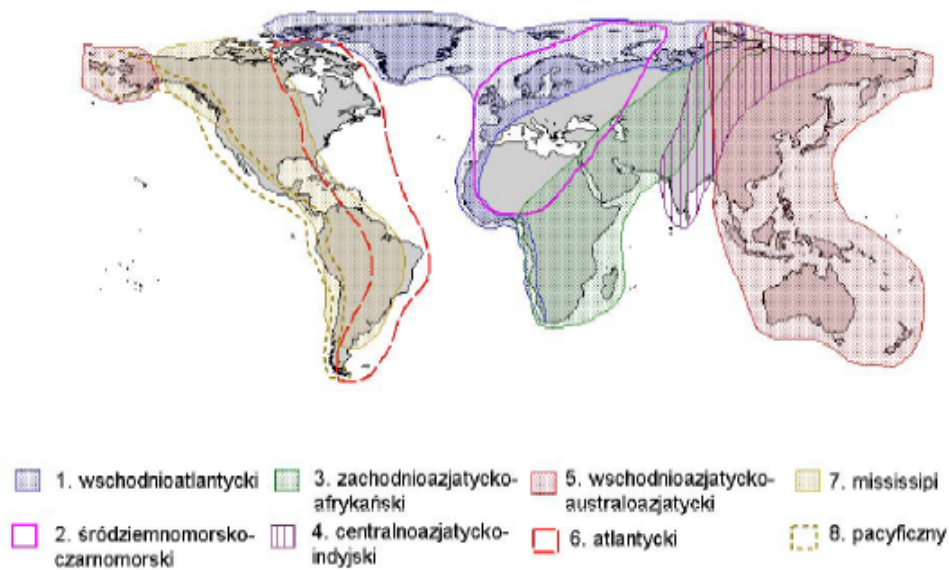 1. wschodnioatlantycki
2. śródziemnomorsko-
czarnomorski
3. zachodnioazjatycko-
afrykański
4. centralnoazjatycko-
indyjski
5. wschodnioazjatycko-
australoazjatycki
6. atlantycki
7. mississipi
8. pacyficzny